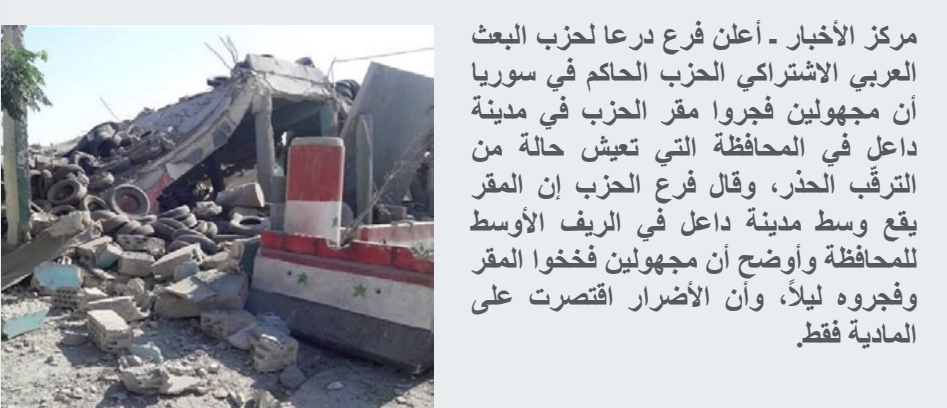 مركز الأخبار ـ أعلن فرع درعا لحزب البعث
العربي الاشتراكي الحزب الحاكم في سوريا
أن مجهولين فجروا مقر الحزب في مدينة
داعل في المحافظة التي تعيش حالة من
الترقّب الحذر، وقال فرع الحزب إن المقر
يقع وسط مدينة داعل في الريف الأوسط
للمحافظة وأوضح أن مجهولين فخخوا المقر
وفجروه ليلاً، وأن الأضرار اقتصرت على
المادية فقط.